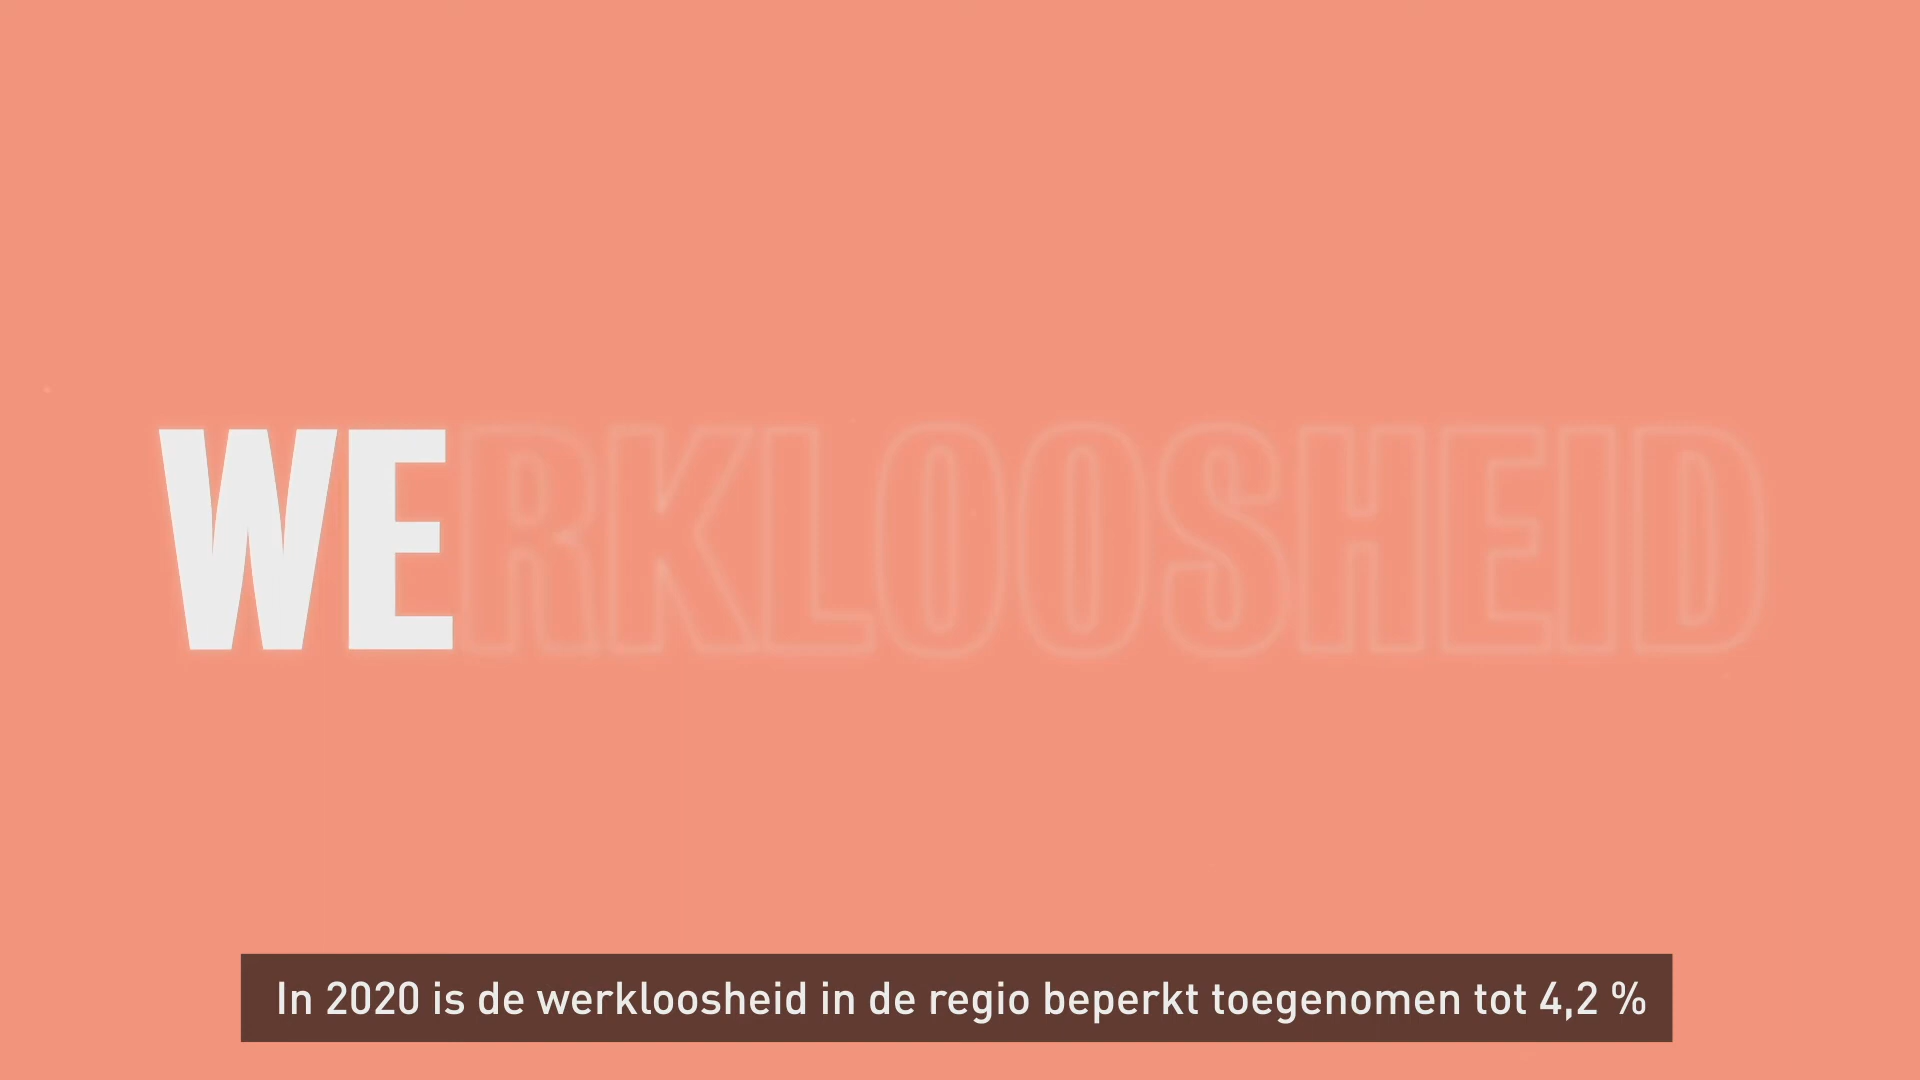 WERKLOOSHEID
In 2020 is de werkloosheid in de regio beperkt toegenomen tot 4,2 %